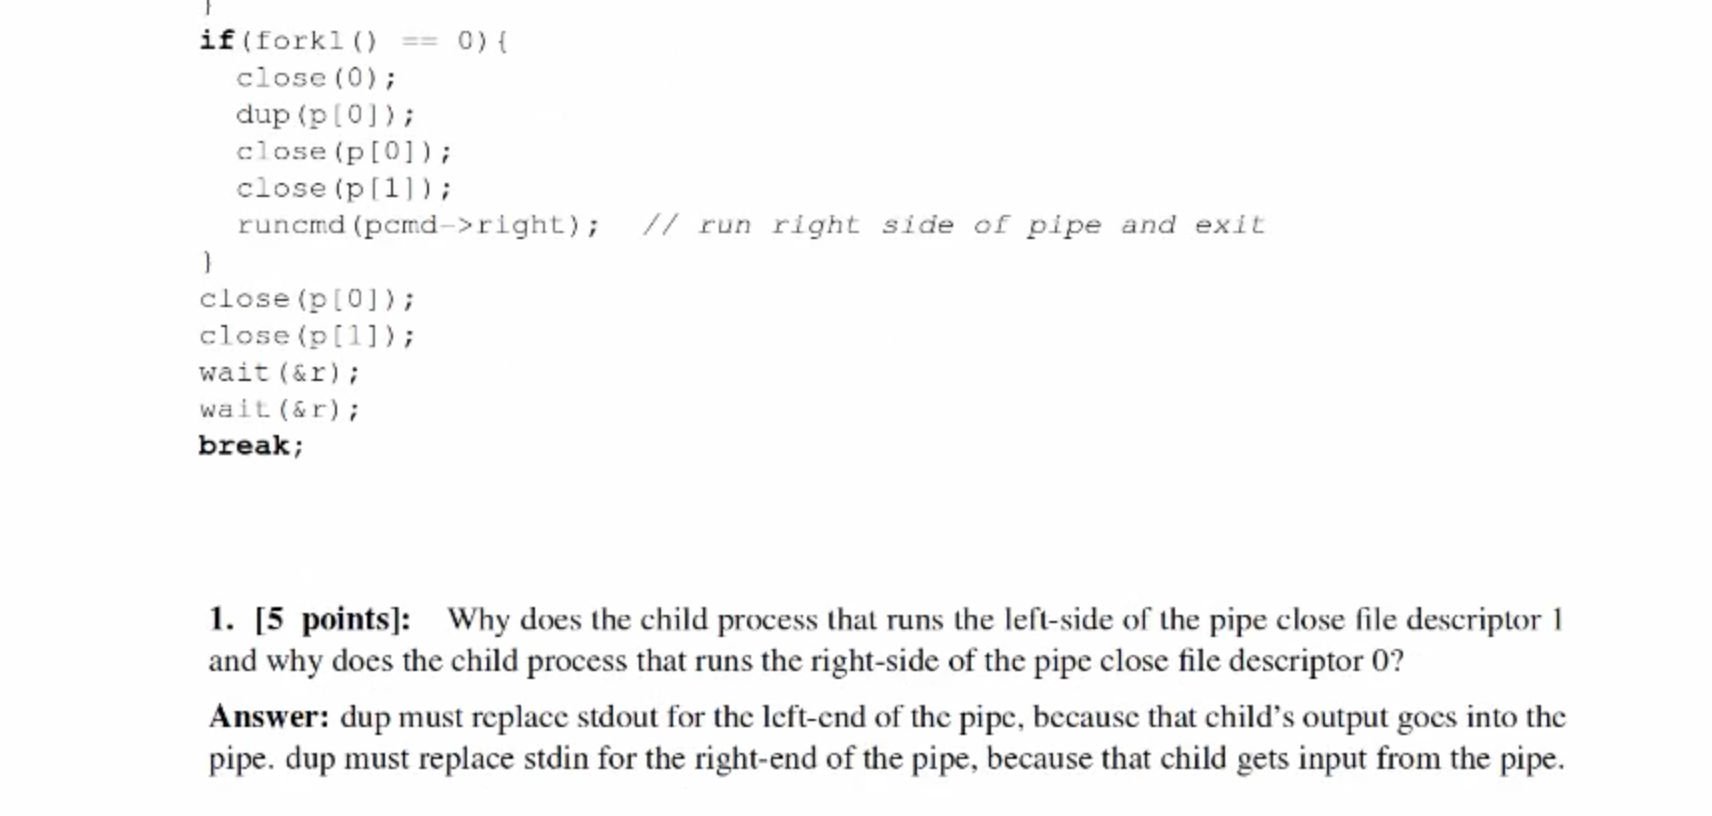 }
if(fork1() == 0){
close(0);
dup(p[0]);
close(p[0]);
close(p[1]);
runcmd(pcmd->right); // run right side of pipe and exit
}
close(p[0]);
close(p[1]);
wait(&r);
wait(&r);
break;
1. [5 points]: Why does the child process that runs the left-side of the pipe close file descriptor 1
and why does the child process that runs the right-side of the pipe close file descriptor 0?
Answer: dup must replace stdout for the left-end of the pipe, because that child's output goes into the
pipe. dup must replace stdin for the right-end of the pipe, because that child gets input from the pipe.